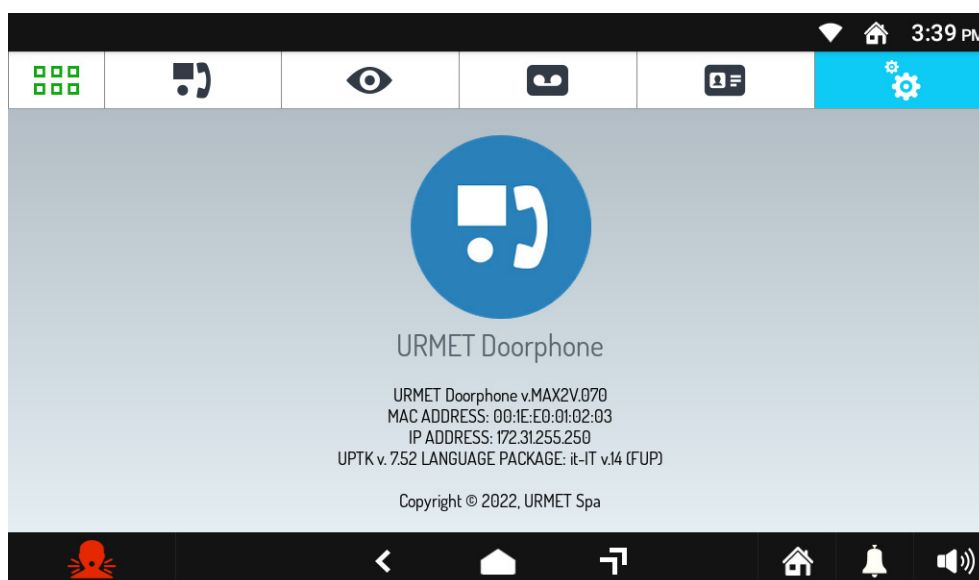 3:39 PM
URMET Doorphone
URMET Doorphone v.MAX2V.070
MAC ADDRESS: 00:1E:E0:01:02:03
IP ADDRESS: 172.31.255.250
UPTK v. 7.52 LANGUAGE PACKAGE: it-IT v.14 (FUP)
Copyright © 2022, URMET Spa